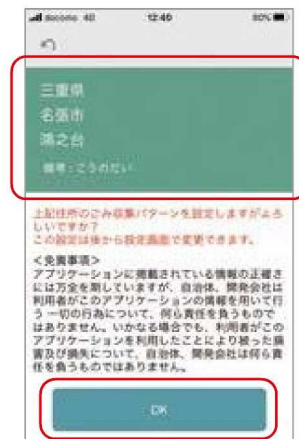 docomo 4G 12:40 80%
三重県
名張市
鴻之台
備考:こうのだい
上記住所のごみ収集パターンを設定しますがよろ
しいですか?
この設定は後から設定画面で変更できます。
<免責事項>
アプリケーションに掲載されている情報の正確さ
には万全を期していますが、自治体、開発会社は
利用者がこのアプリケーションの情報を用いて行
う一切の行為について、何ら責任を負うもので
はありません。いかなる場合でも、利用者がこの
アプリケーションを利用したことにより被った損
害及び損失について、自治体、開発会社は何ら責
任を負うものではありません。
OK